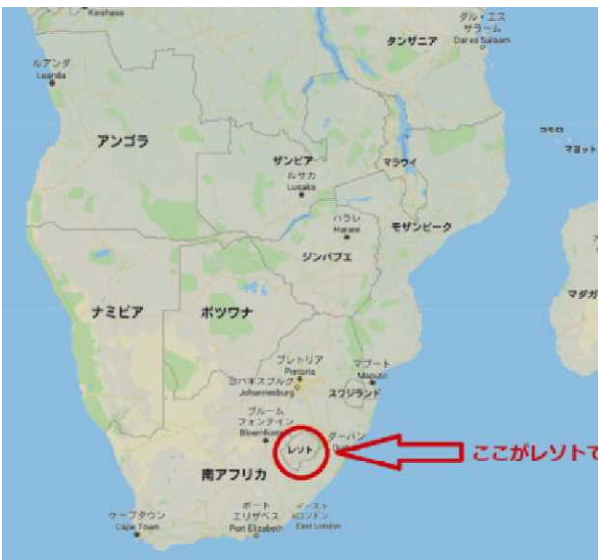 Kinshasa
ダル・エス
サラーム
Dar es Salaam
タンザニア
ルアンダ
Luanda
アンゴラ
コモロ
マヨット
ザンビア
ルサカ
Lusaka
マラウイ
ハラレ
Harare
モザンビーク
ジンバブエ
マダガ
ナミビア
ボツワナ
プレトリア
Pretoria
マプート
Maputo
ヨハネスブルグ
Johannesburg
スワジランド
ブルーム
フォンテイン
Bloemfontein
レソト
ダーバン
ここがレソトで
南アフリカ
ケープタウン
Cape Town
ポート
エリザベス
Port Elizabeth
イースト
ロンドン
East London